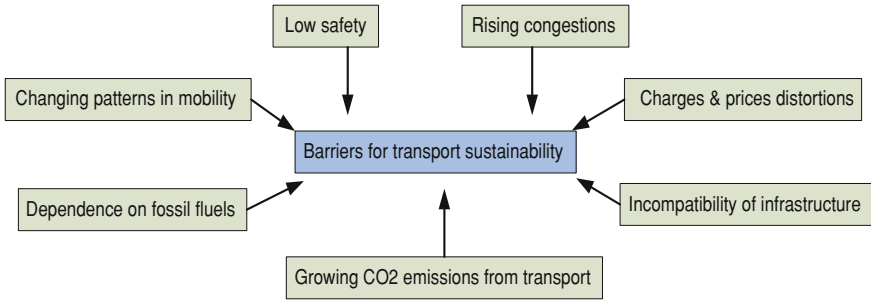 Low safety
Rising congestions
Changing patterns in mobility
Charges & prices distortions
Barriers for transport sustainability
Dependence on fossil fluels
Incompatibility of infrastructure
Growing CO2 emissions from transport